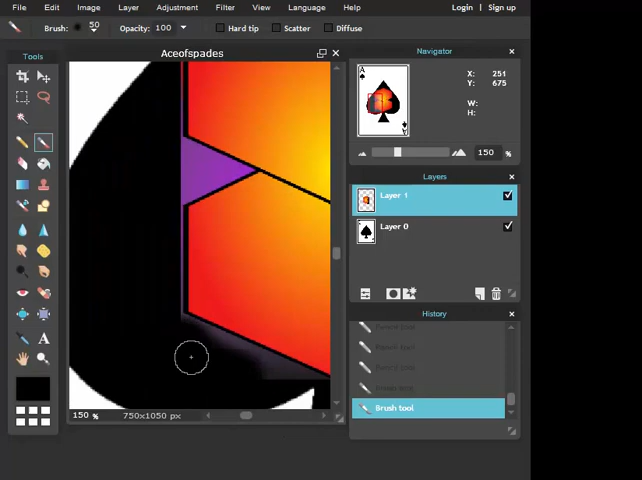 File Edit Image Layer Adjustment Filter View Language Help Login | Sign up
Brush: 50 Opacity: 100 Hard tip Scatter Diffuse
Tools
Aceofspades
150 % 750x1050 px
Navigator
X: 251
Y: 675
W:
H:
150 %
Layers
Layer 1
Layer 0
History
Brush tool